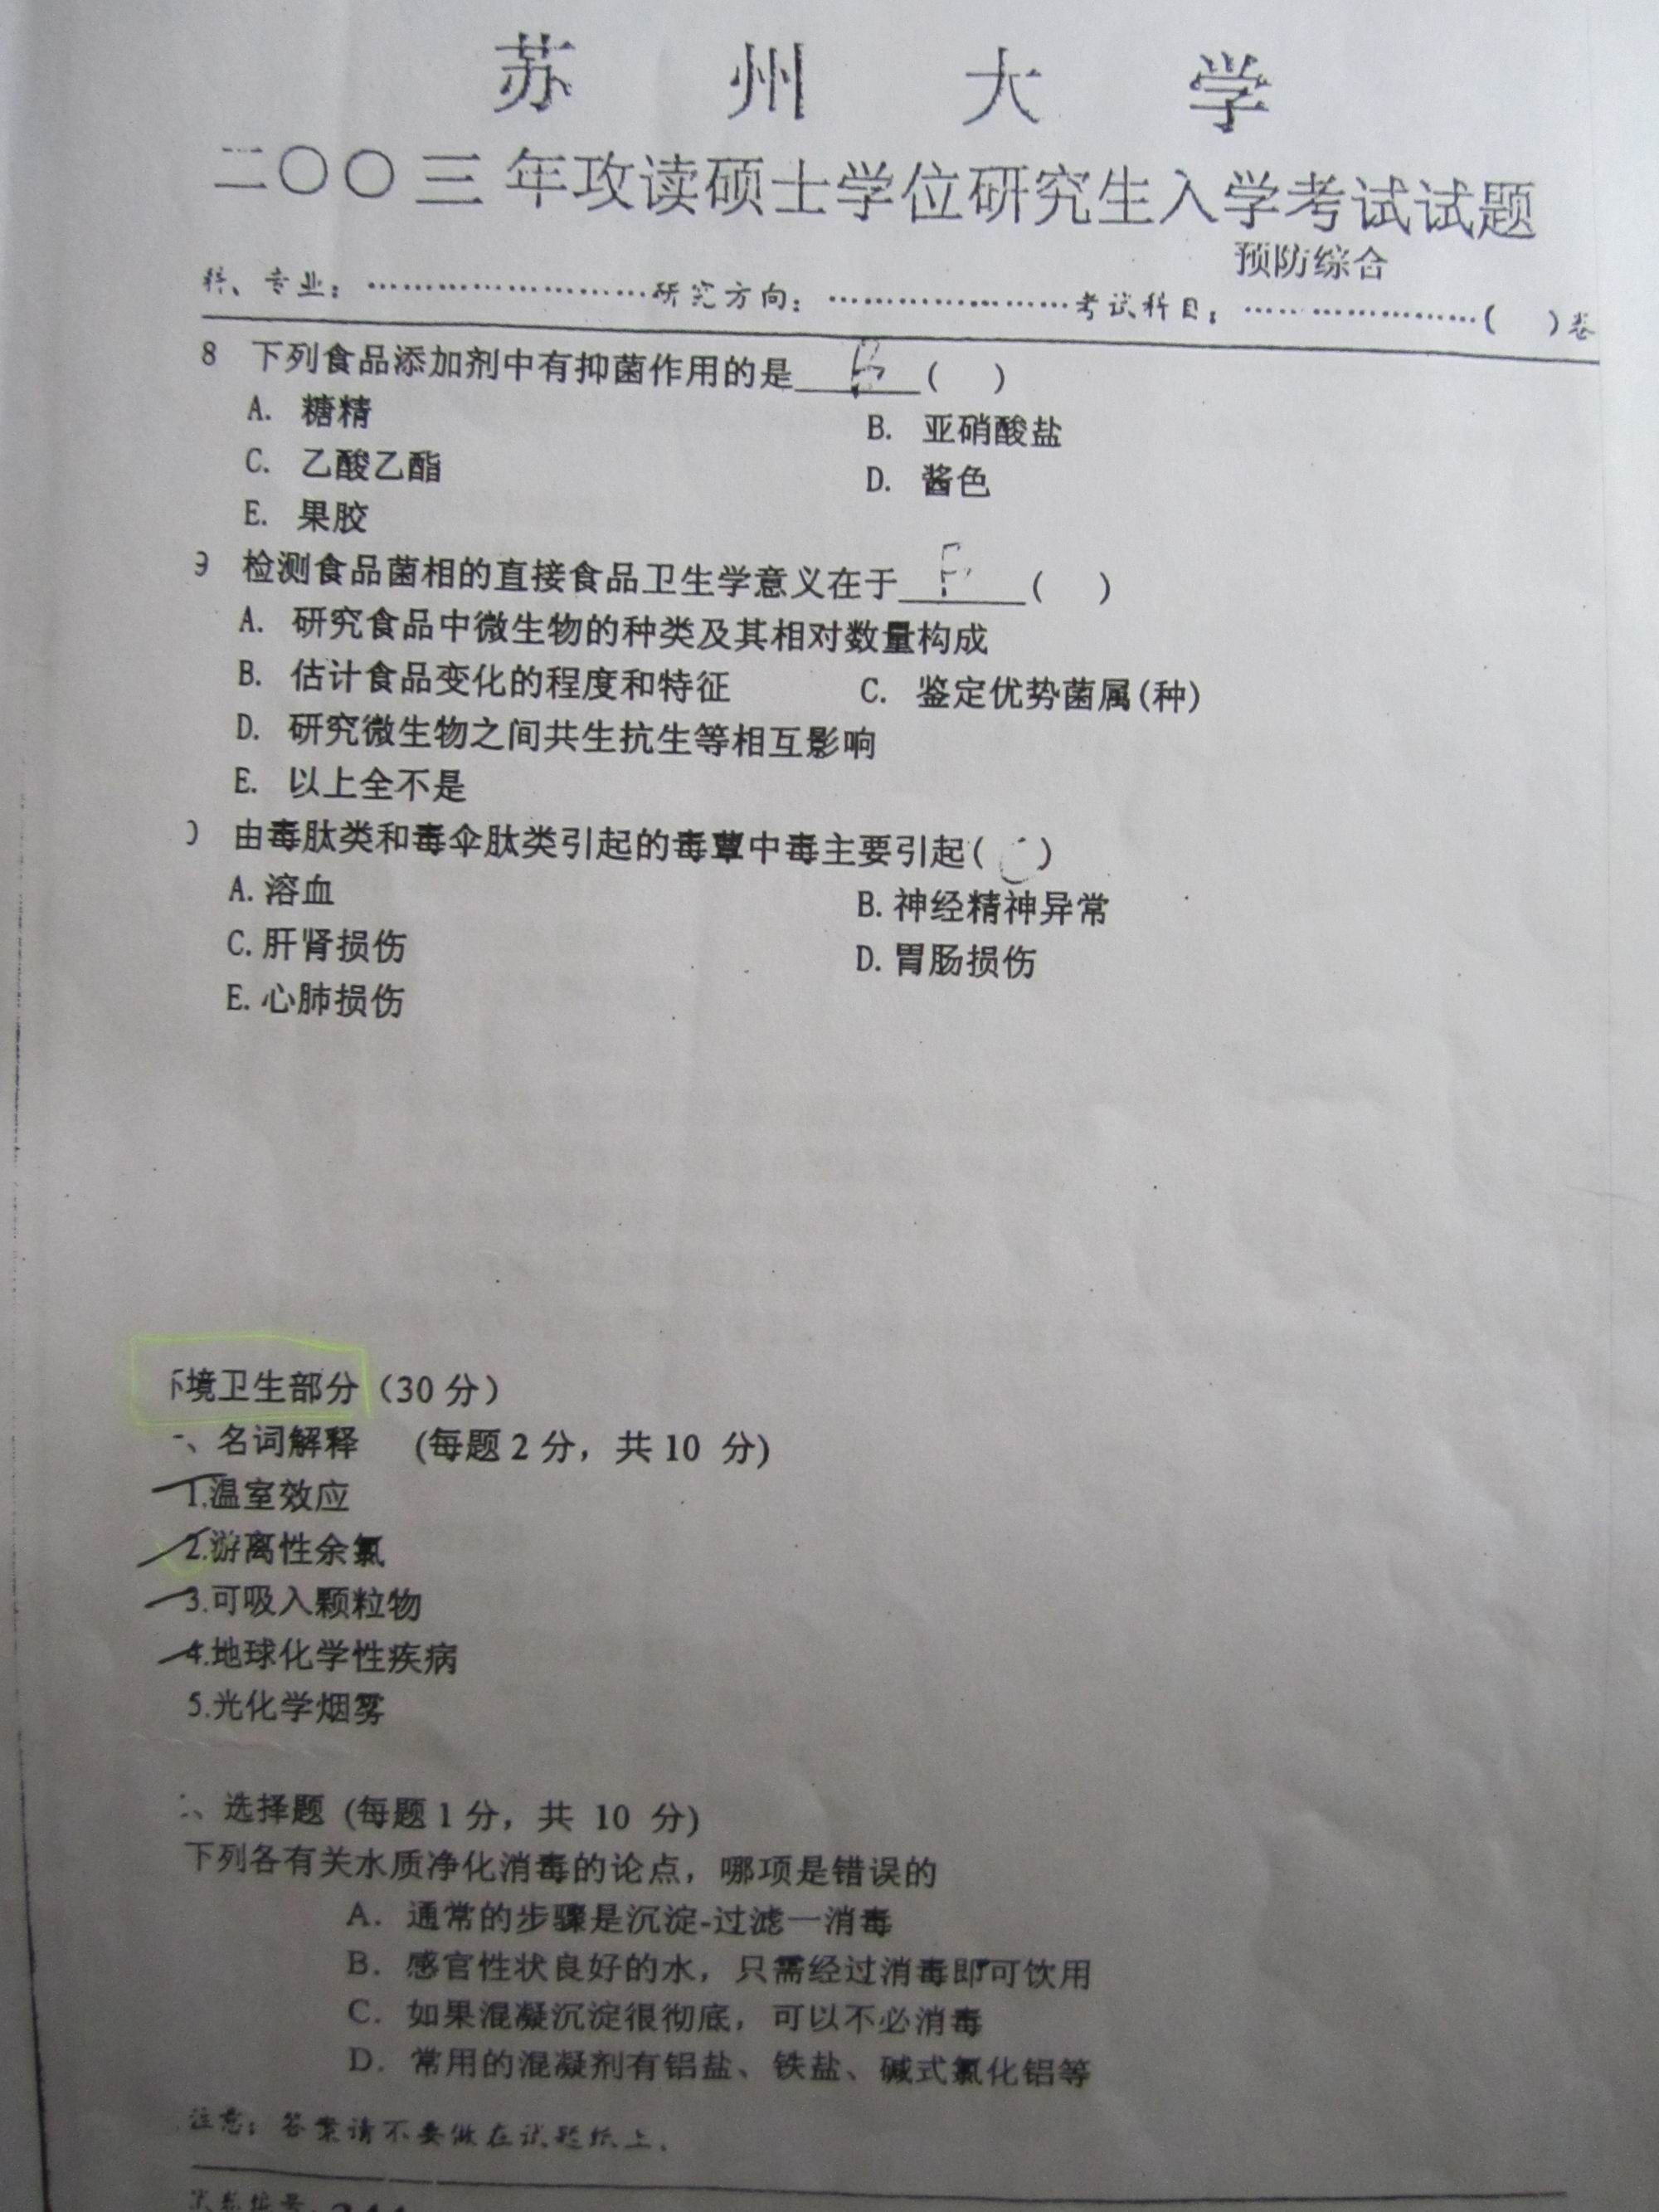 苏 州 大 学
二〇〇三年攻读硕士学位研究生入学考试试题
预防综合
专业：……………………研究方向：…………………考试科目：…………………( )卷
8 下列食品添加剂中有抑菌作用的是 B ( )
A. 糖精 B. 亚硝酸盐
C. 乙酸乙酯 D. 酱色
E. 果胶
9 检测食品菌相的直接食品卫生学意义在于 ( )
A. 研究食品中微生物的种类及其相对数量构成
B. 估计食品变化的程度和特征 C. 鉴定优势菌属(种)
D. 研究微生物之间共生抗生等相互影响
E. 以上全不是
由毒肽类和毒伞肽类引起的毒蕈中毒主要引起( C )
A.溶血 B.神经精神异常
C.肝肾损伤 D.胃肠损伤
E.心肺损伤
境卫生部分（30 分）
一、名词解释 (每题 2 分，共 10 分)
1.温室效应
2.游离性余氯
3.可吸入颗粒物
4.地球化学性疾病
5.光化学烟雾
、选择题 (每题 1 分，共 10 分)
下列各有关水质净化消毒的论点，哪项是错误的
A. 通常的步骤是沉淀-过滤一消毒
B. 感官性状良好的水，只需经过消毒即可饮用
C. 如果混凝沉淀很彻底，可以不必消毒
D. 常用的混凝剂有铝盐、铁盐、碱式氯化铝等
注意：答案请不要做在试题纸上。